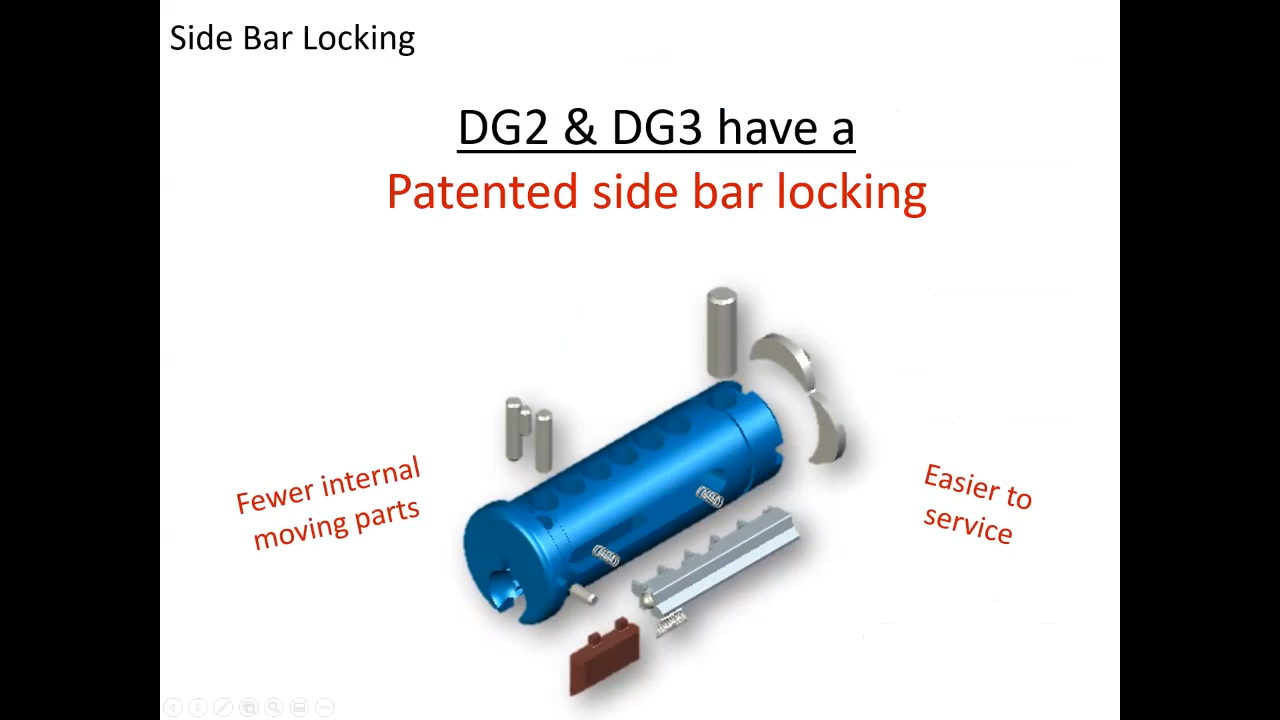 Side Bar Locking
DG2 & DG3 have a
Patented side bar locking
Fewer internal
moving parts
Easier to
service